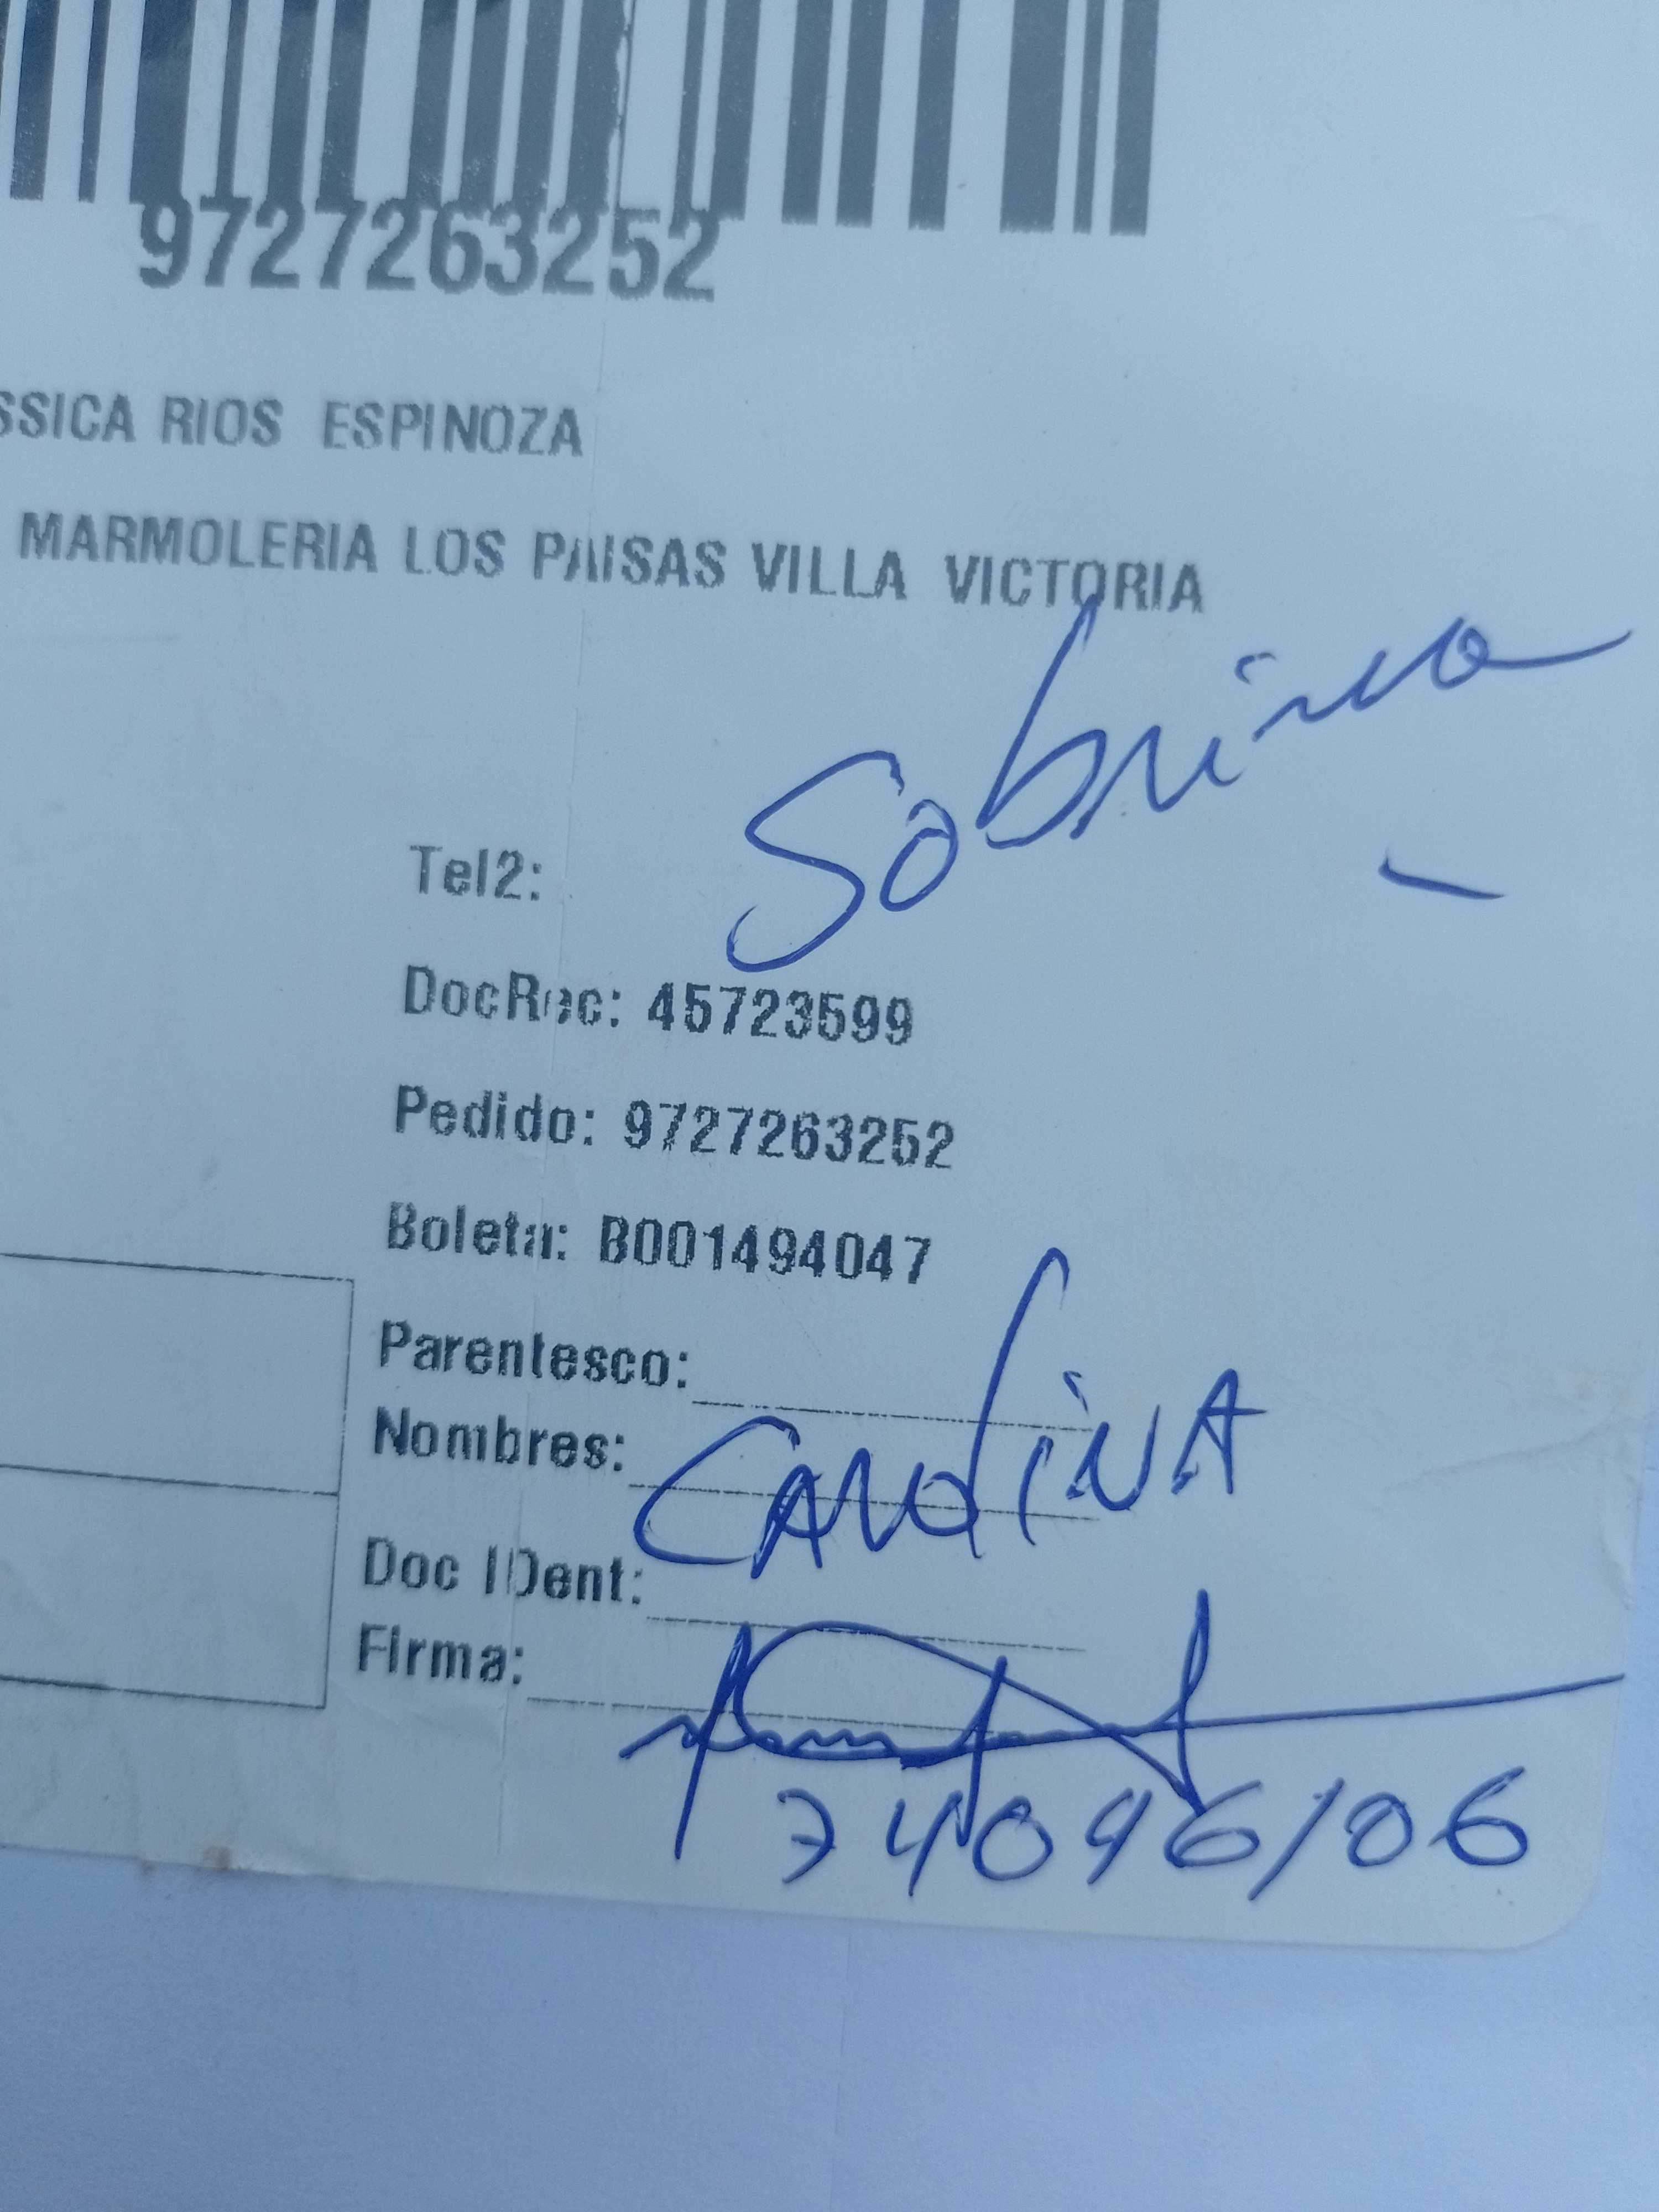 9727263252
SSICA RIOS ESPINOZA
MARMOLERIA LOS PAISAS VILLA VICTORIA
Sobrina
Tel2:
DocRec: 45723599
Pedido: 9727263252
Boleta: B001494047
Parentesco:
Nombres: CAROLINA
Doc IDent:
Firma:
74096106